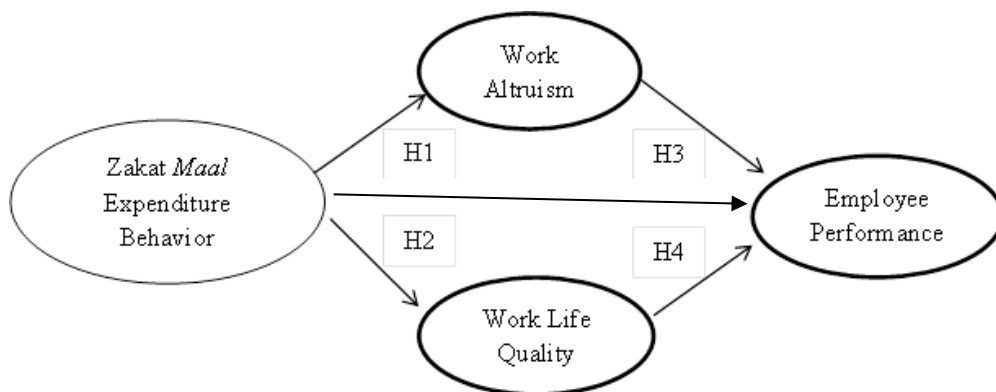 Work
Altruism
H1
H3
Zakat Maal
Expenditure
Behavior
Employee
Performance
H2
H4
Work Life
Quality